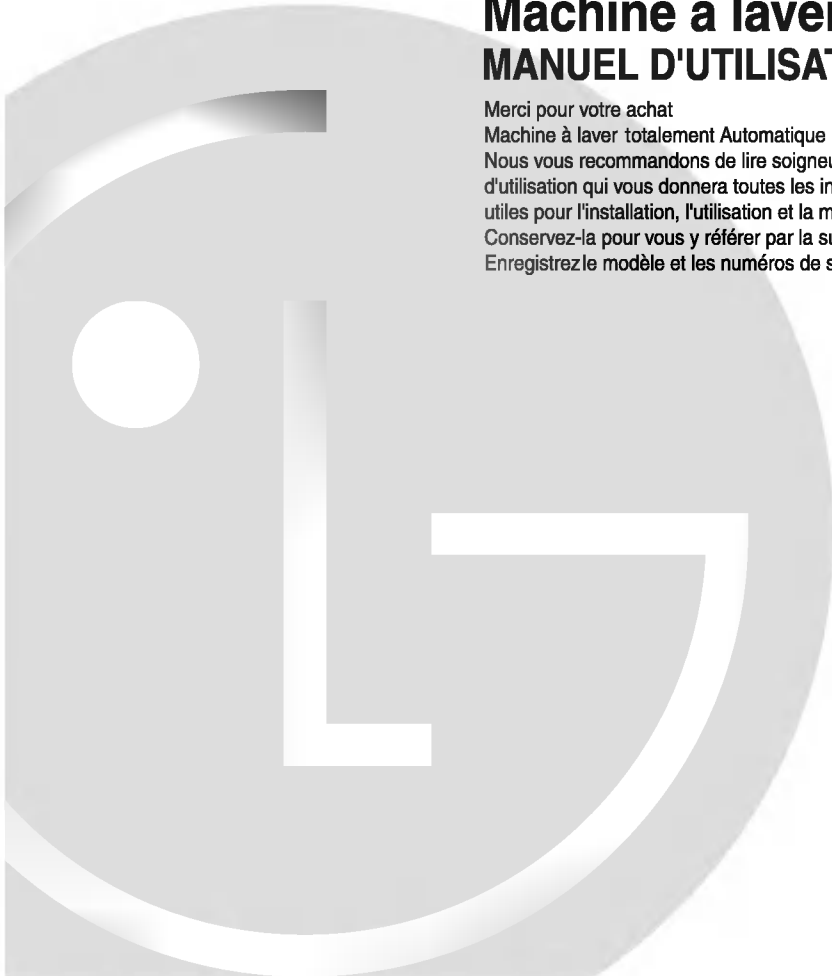 Machine à laver
MANUEL D'UTILISAT
Merci pour votre achat
Machine à laver totalement Automatique
Nous vous recommandons de lire soigneu
d'utilisation qui vous donnera toutes les in
utiles pour l'installation, l'utilisation et la m
Conservez-la pour vous y référer par la su
Enregistrez le modèle et les numéros de s
LG